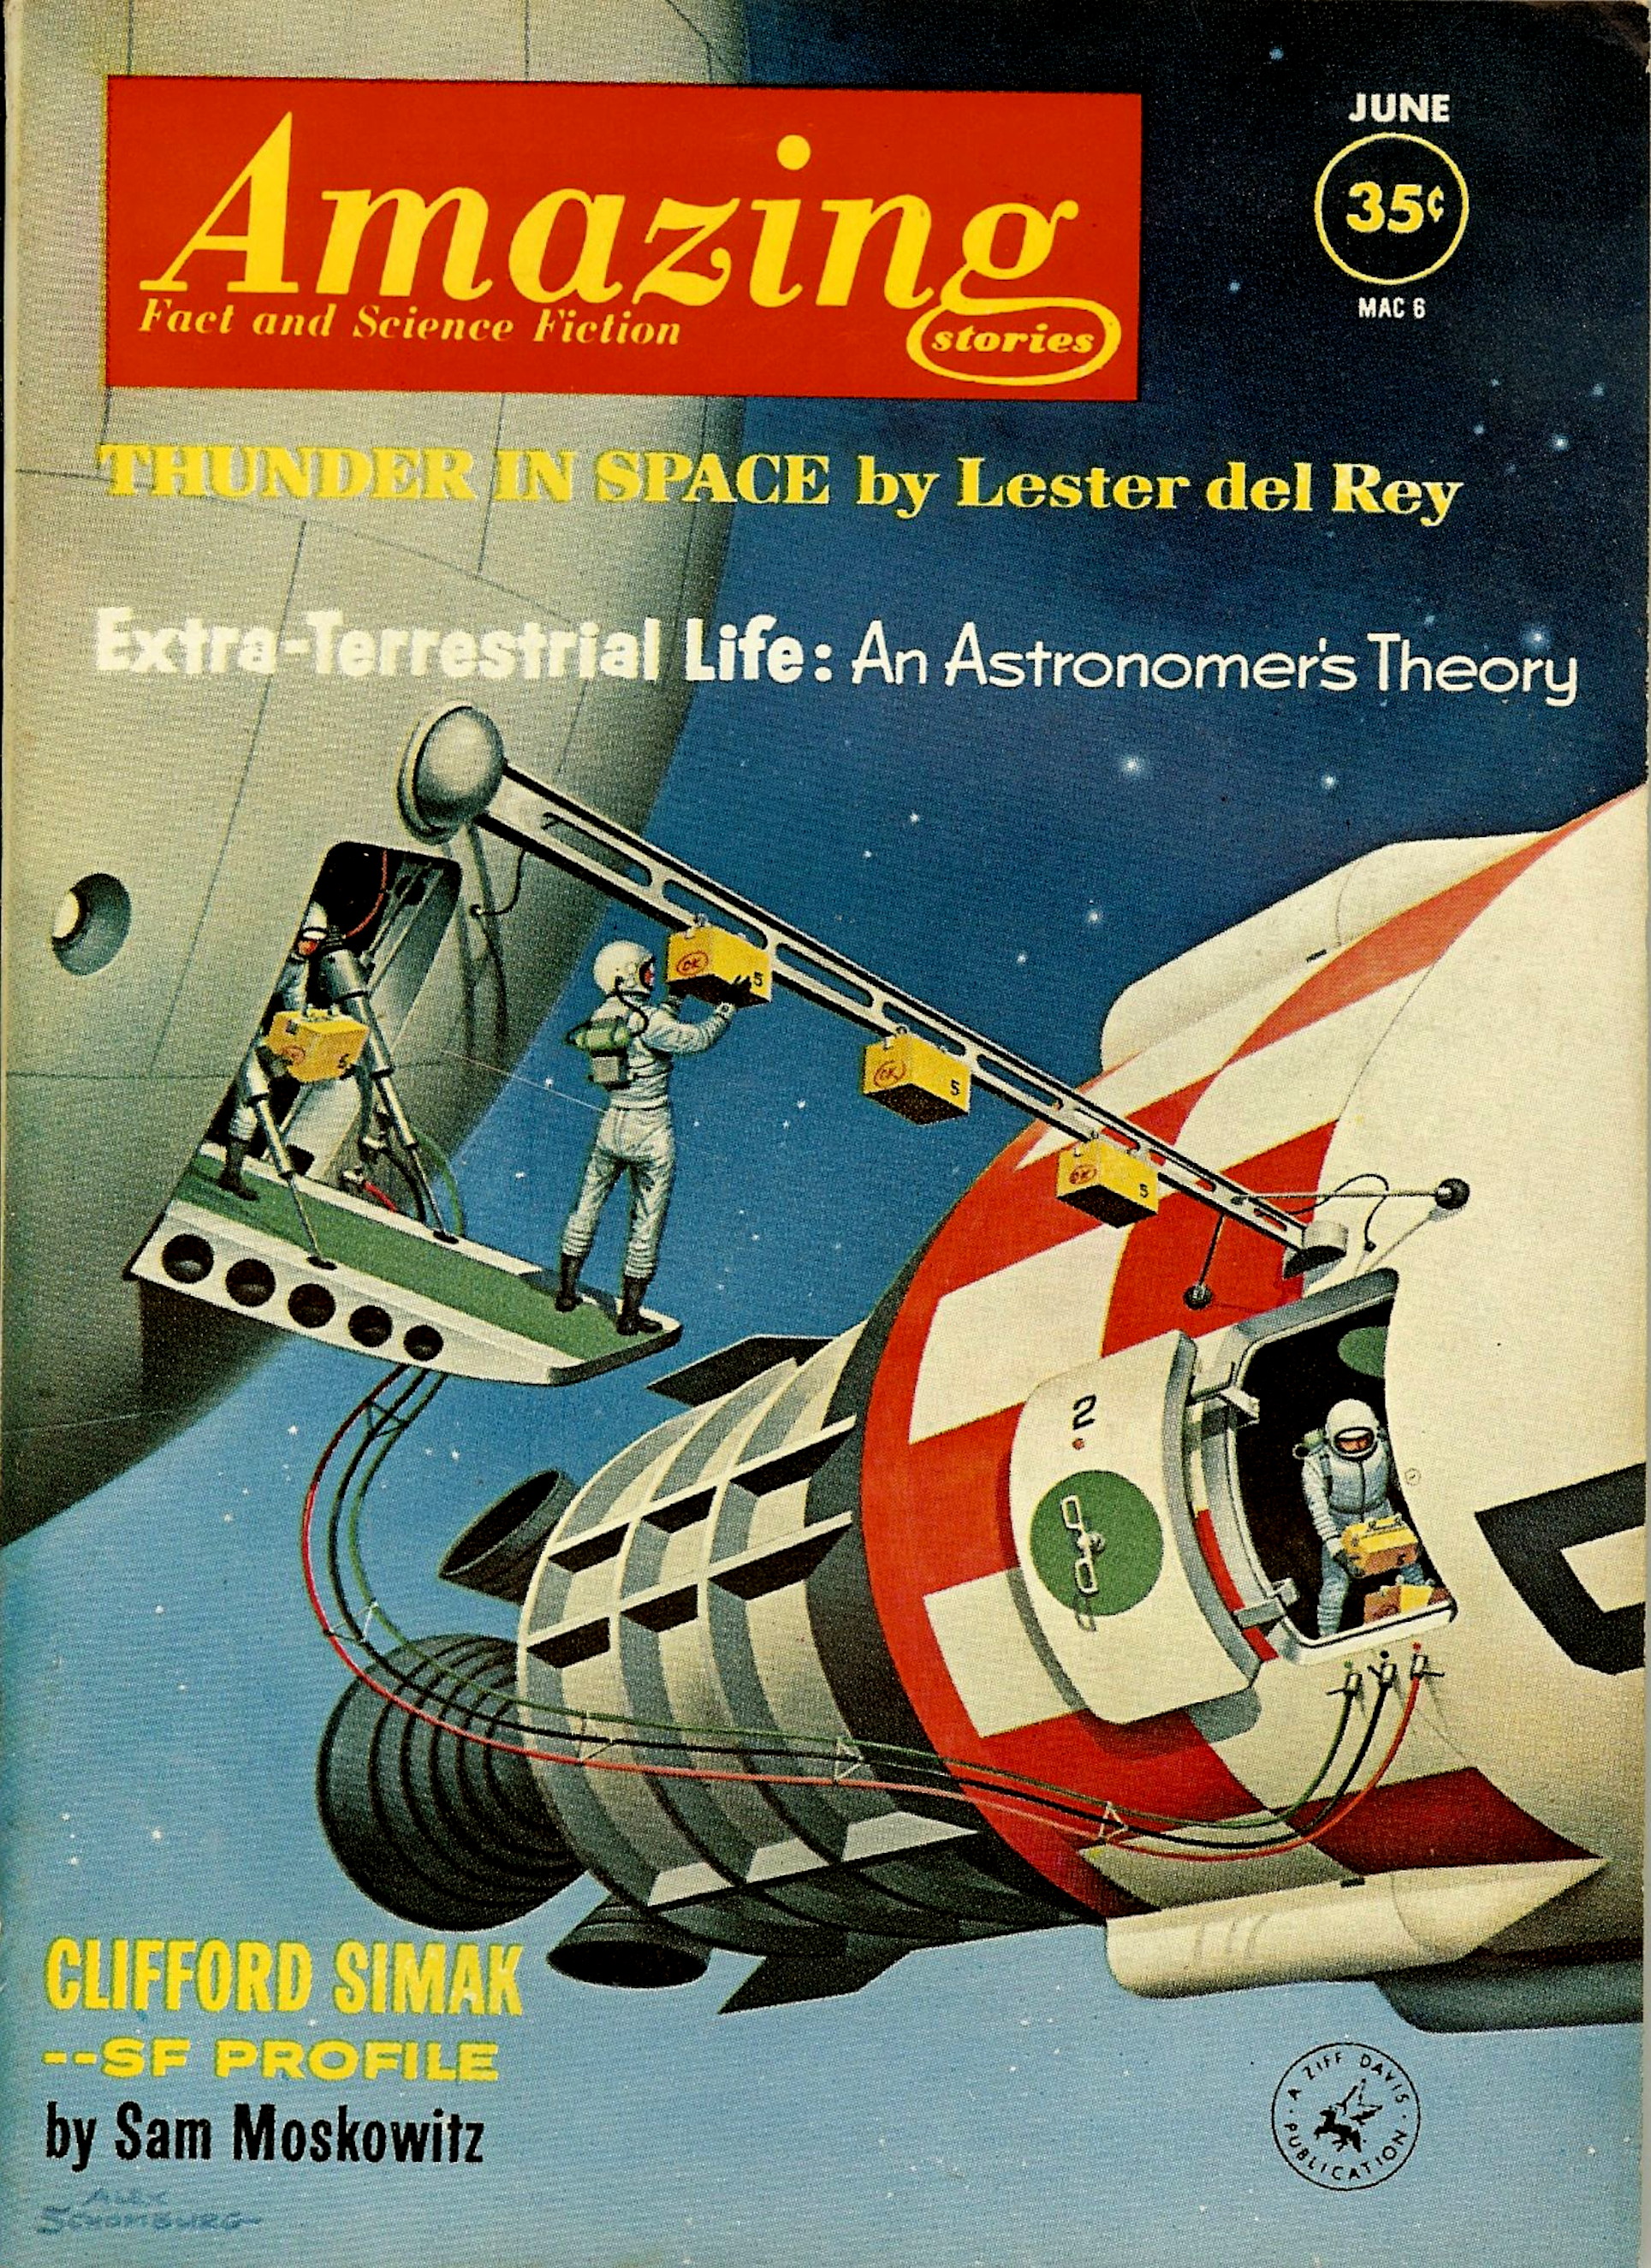 JUNE
35¢
MAC 6
Amazing
Fact and Science Fiction
stories
THUNDER IN SPACE by Lester del Rey
Extra-Terrestrial Life: An Astronomer's Theory
OK 5
5
OK 5
OK 5
2
5
CLIFFORD SIMAK
--SF PROFILE
by Sam Moskowitz
A ZIFF DAVIS PUBLICATION
ALEX
SCHOMBURG